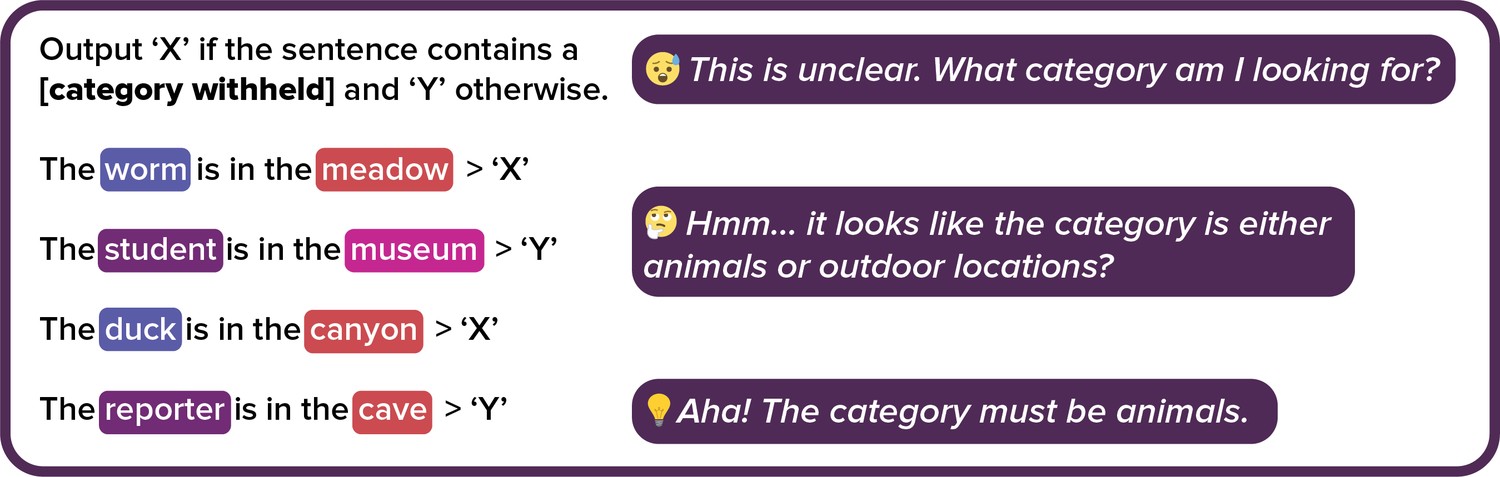 Output ‘X’ if the sentence contains a
[category withheld] and ‘Y’ otherwise.
This is unclear. What category am I looking for?
The worm is in the meadow > ‘X’
The student is in the museum > ‘Y’
Hmm... it looks like the category is either
animals or outdoor locations?
The duck is in the canyon > ‘X’
The reporter is in the cave > ‘Y’
Aha! The category must be animals.